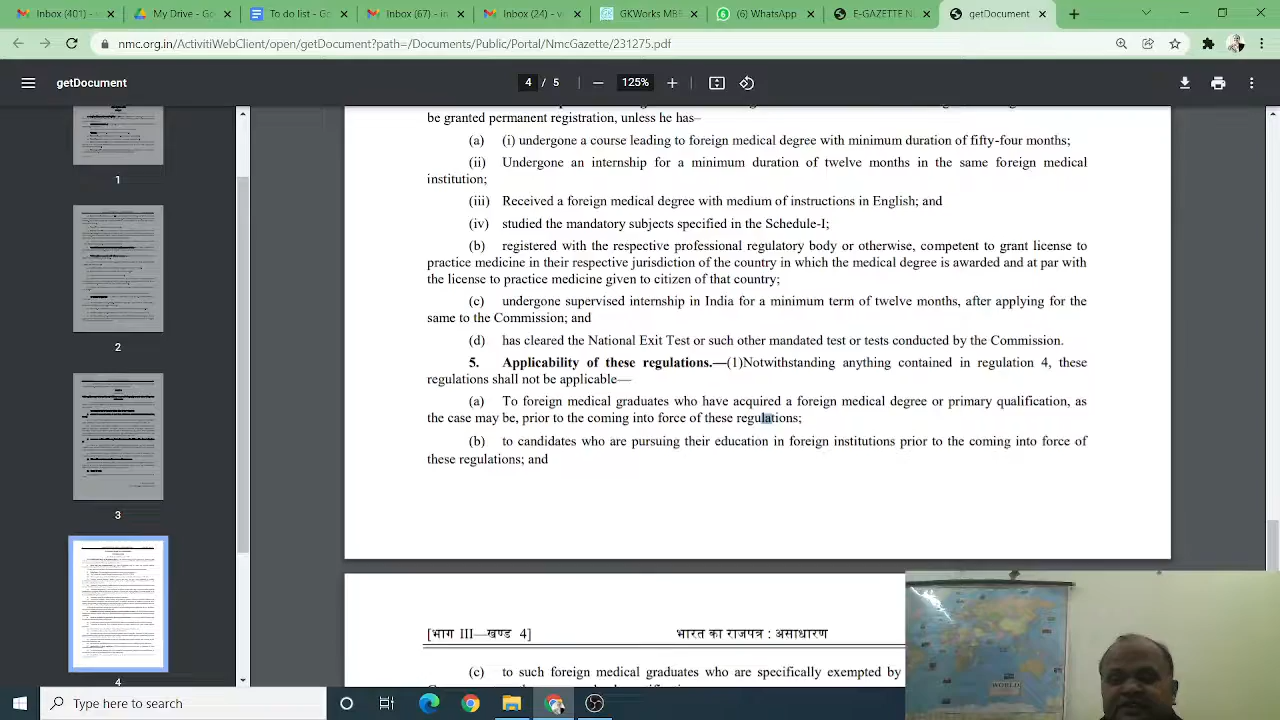 Inbox (401) - s
My Drive - Go
To do list - Go
Inbox (67) - in
Inbox (24) - v
GKWorks MBB
(6) WhatsApp
E-GAZETTE NL
getDocument
nmc.org.in/ActivitiWebClient/open/getDocument?path=/Documents/Public/Portal/NmcGazette/231275.pdf
getDocument
4 / 5
125%
be granted permanent registration, unless he has–
(a) (i) undergone a course leading to foreign medical degree with minimum duration of fifty-four months;
(ii) Undergone an internship for a minimum duration of twelve months in the same foreign medical
institution;
(iii) Received a foreign medical degree with medium of instructions in English; and
(iv) studied the mandatory subjects specified in the Schedule-I;
(b) registered with the respective professional regulatory body or otherwise, competent to grant license to
practice medicine in their respective jurisdiction of the country in which the medical degree is awarded and at par with
the license to practice medicine given to citizen of that country;
(c) undergone supervised internship in India for a minimum term of twelve months, after applying for the
same to the Commission; and
(d) has cleared the National Exit Test or such other mandated test or tests conducted by the Commission.
5. Applicability of these regulations.—(1)Notwithstanding anything contained in regulation 4, these
regulations shall not be applicable—
(a) To foreign medical graduates who have acquired a foreign medical degree or primary qualification, as
the case may be prior to the coming into force of these regulations;
(b) to candidates who are pursuing their education in foreign institutions prior to the coming into force of
these regulations; and
[भाग III—खण्ड 4]
भारत का राजपत्र : असाधारण
(c) to such foreign medical graduates who are specifically exempted by
1
2
3
4
WORLD
Type here to search